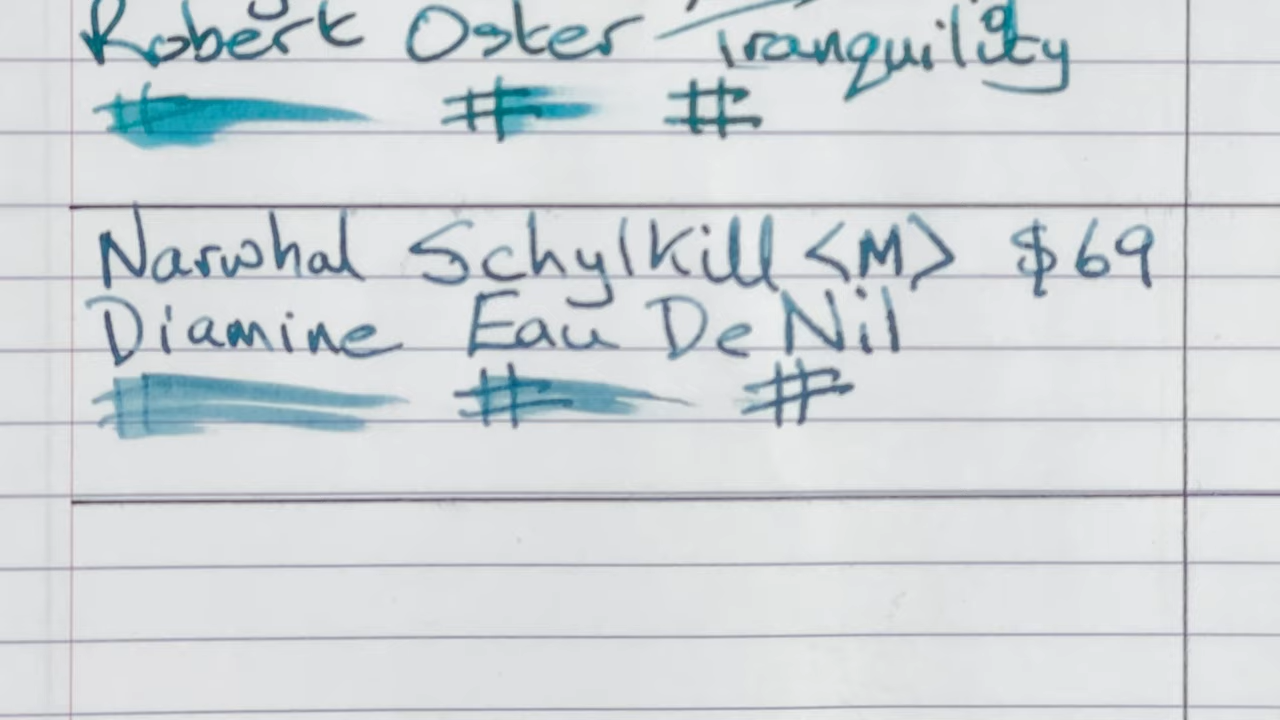 Robert Oster Tranquility
# # #
Narwhal Schylkill <M> $69
Diamine Eau De Nil
# # #